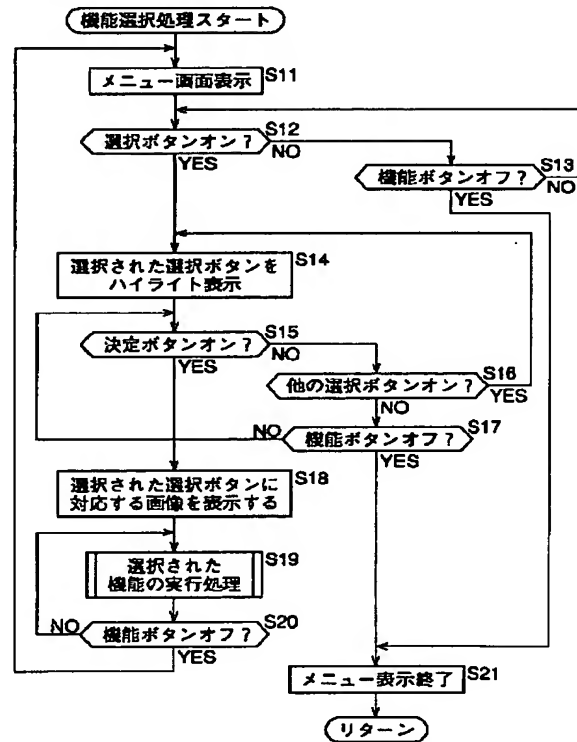 機能選択処理スタート
メニュー画面表示 S11
選択ボタンオン? S12
YES NO
機能ボタンオフ? S13
YES NO
選択された選択ボタンを
ハイライト表示 S14
決定ボタンオン? S15
YES NO
他の選択ボタンオン? S16
NO YES
機能ボタンオフ? S17
NO YES
選択された選択ボタンに
対応する画像を表示する S18
選択された
機能の実行処理 S19
機能ボタンオフ? S20
NO YES
メニュー表示終了 S21
リターン